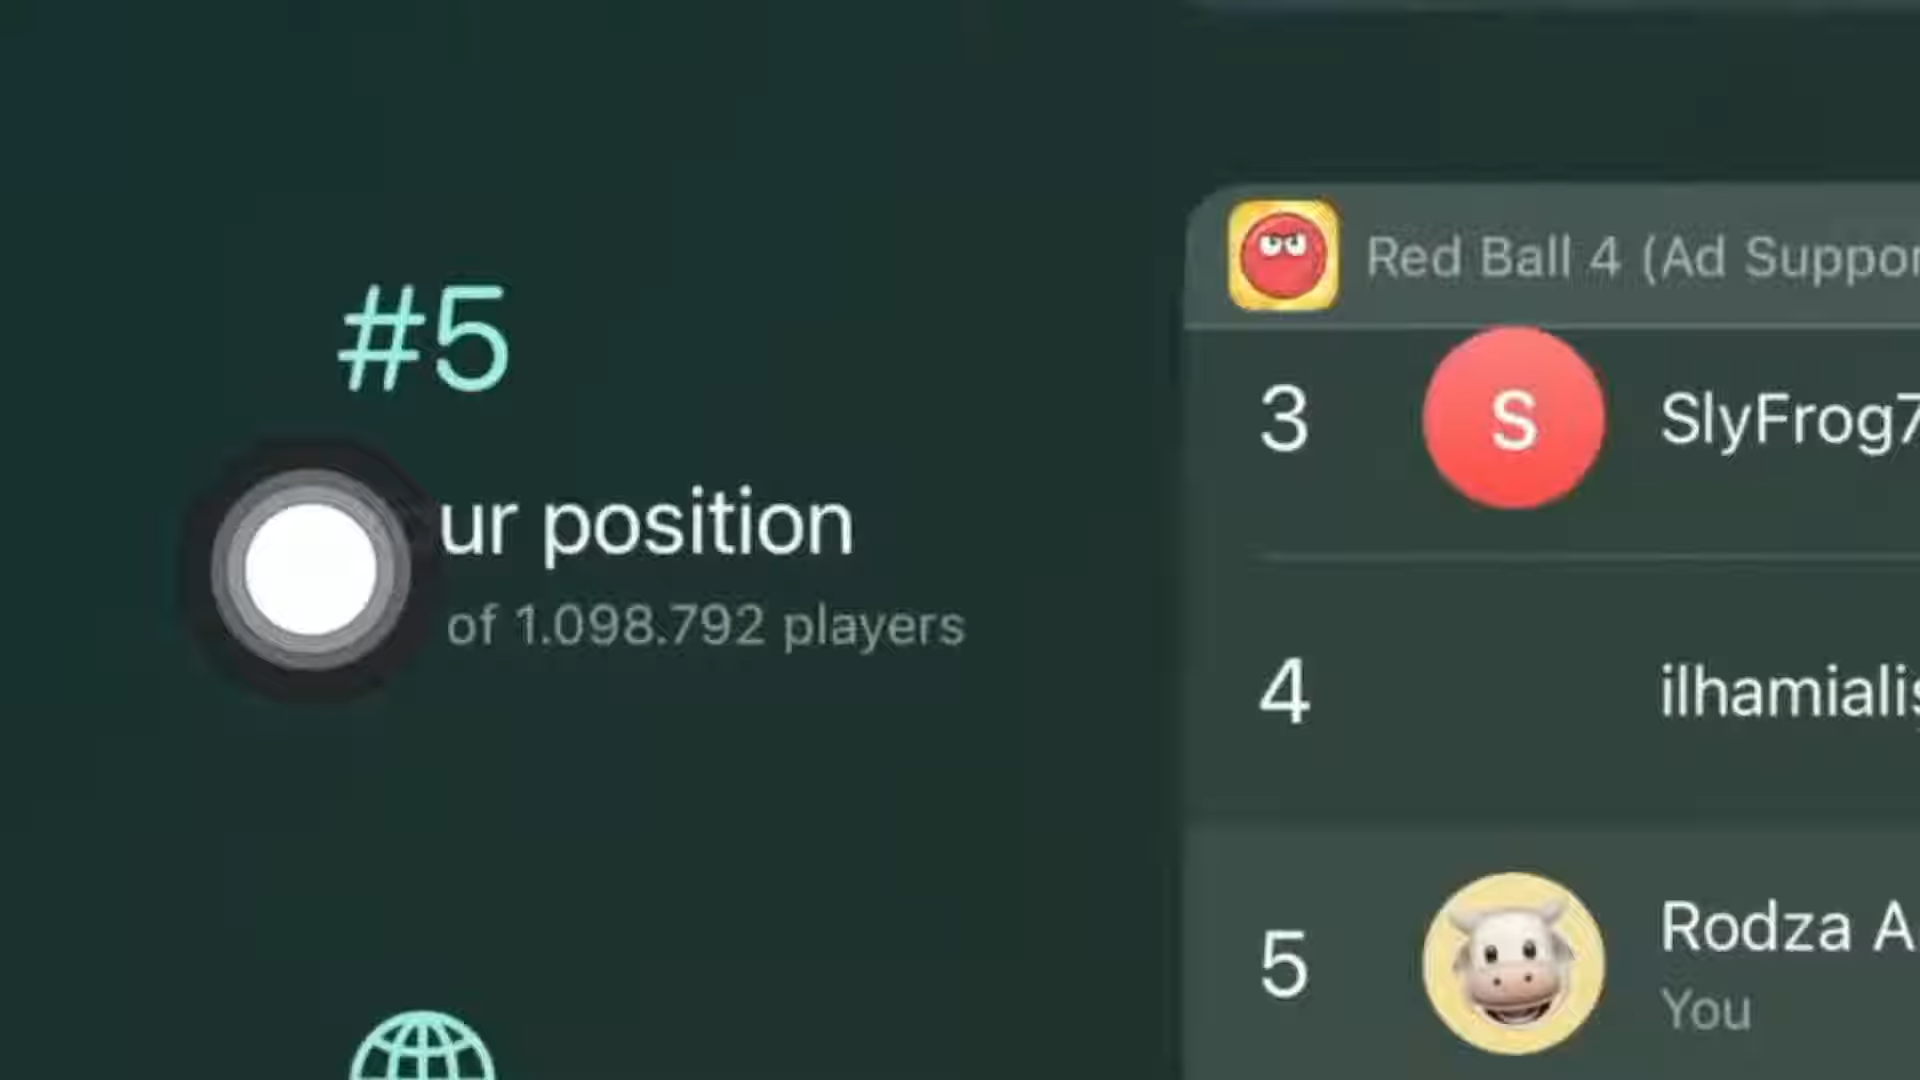 #5
ur position
of 1.098.792 players
Red Ball 4 (Ad Suppor
3
S
SlyFrog7
4
ilhamialis
5
Rodza A
You